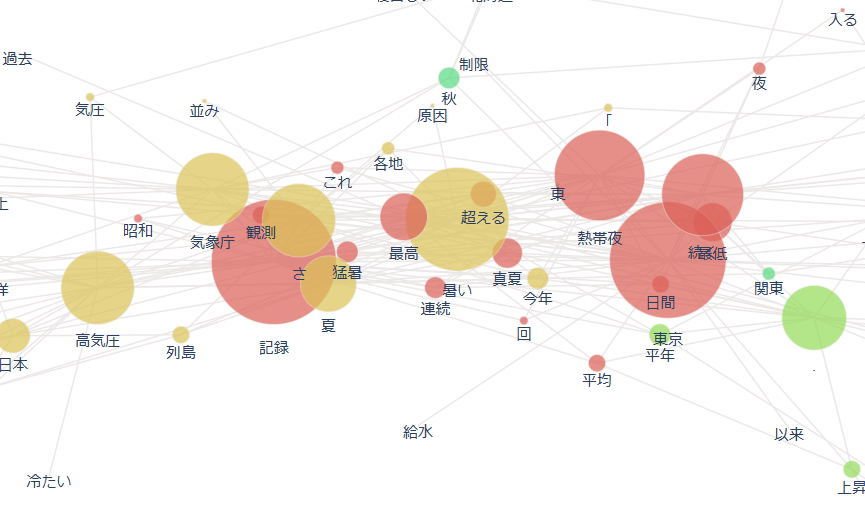 入る
過去
制限
夜
気圧
並み
秋
原因
「
各地
これ
東
昭和
観測
超える
気象庁
最高
熱帯夜
さ
猛暑
真夏
最低
暑い
今年
日間
関東
連続
夏
回
東京
高気圧
列島
記録
平年
日本
平均
.
給水
以来
冷たい
上昇